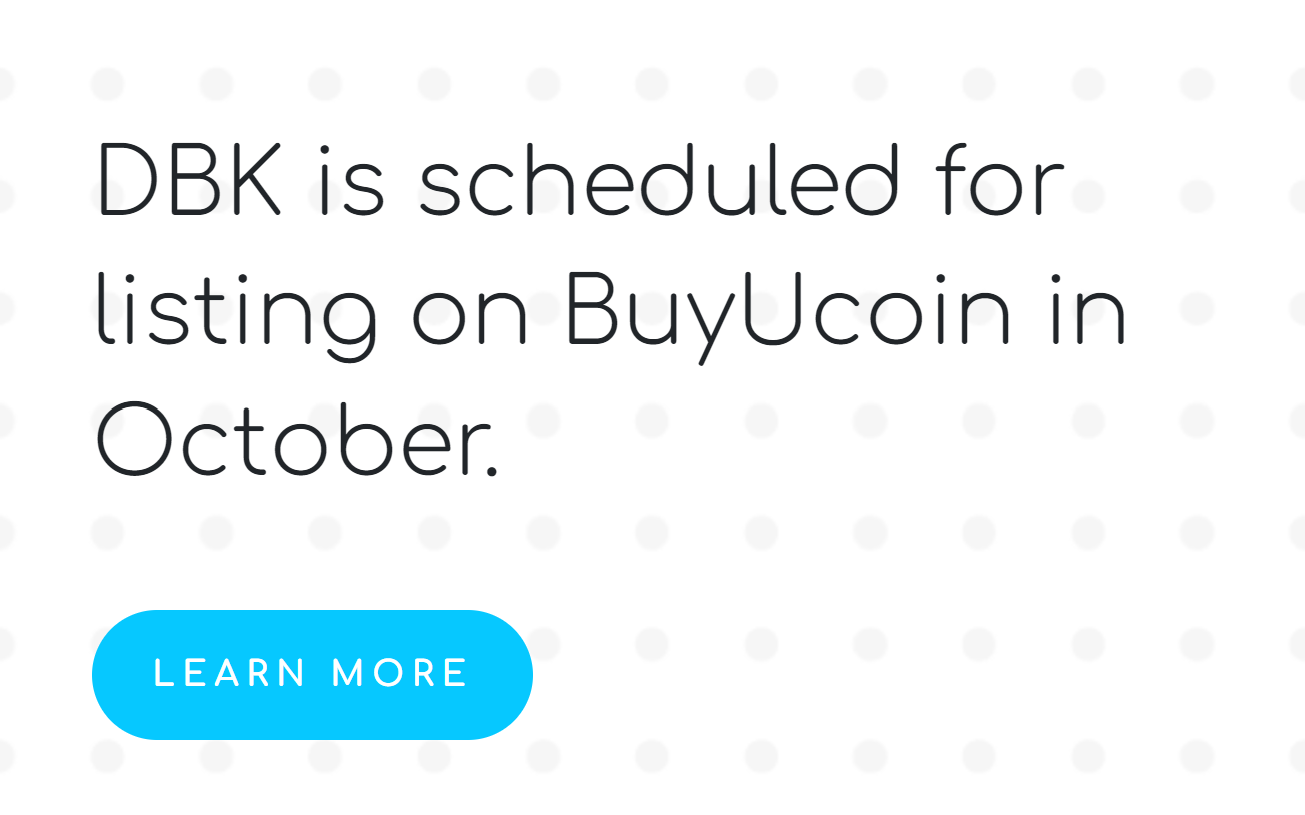 DBK is scheduled for
listing on BuyUcoin in
October.
LEARN MORE